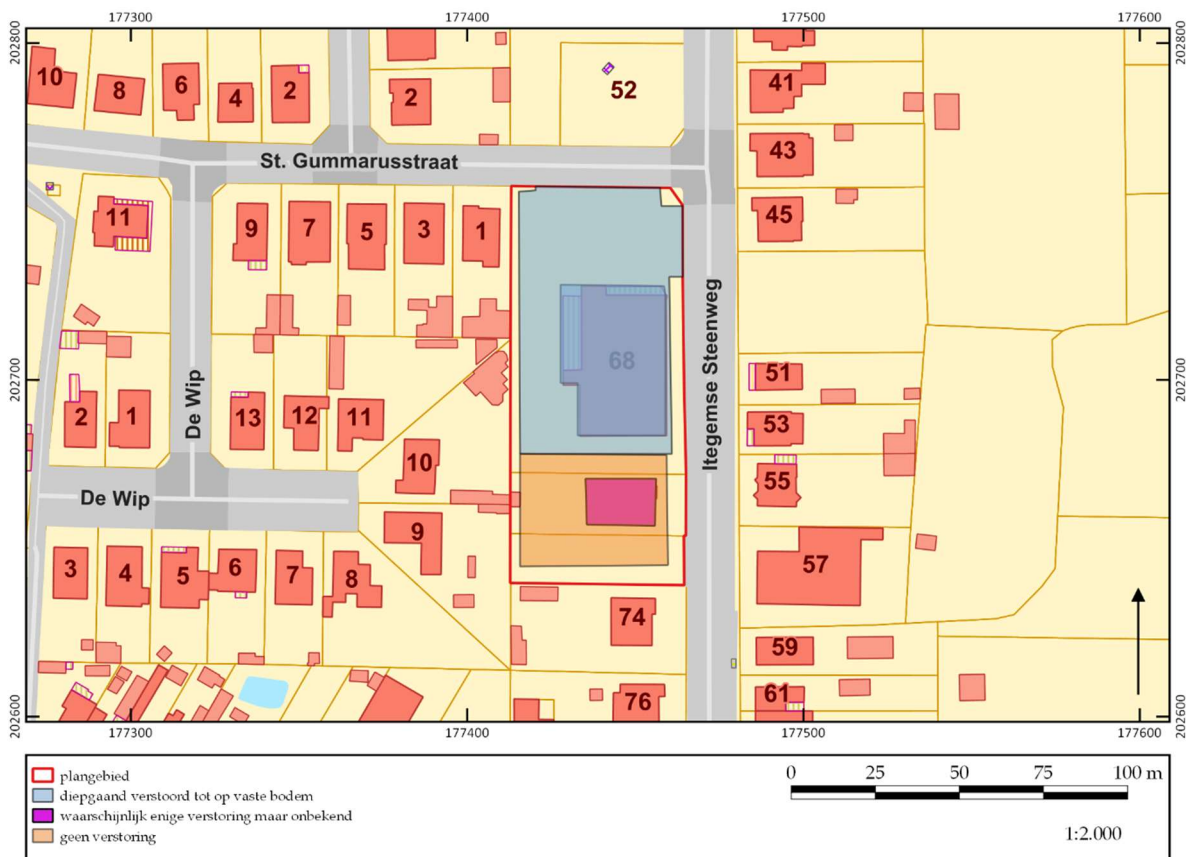 177300 177400 177500 177600
202800 202800
10 8 6 4 2 2 52 41
St. Gummarusstraat 43
11 9 7 5 3 1 45
Itegemse Steenweg
68
202700 202700
De Wip
2 1 13 12 11 51
53
10 55
De Wip
9
3 4 5 6 7 8 57
74
59
76 61
202600 202600
177300 177400 177500 177600
plangebied
diepgaand verstoord tot op vaste bodem
waarschijnlijk enige verstoring maar onbekend
geen verstoring
0 25 50 75 100 m
1:2.000